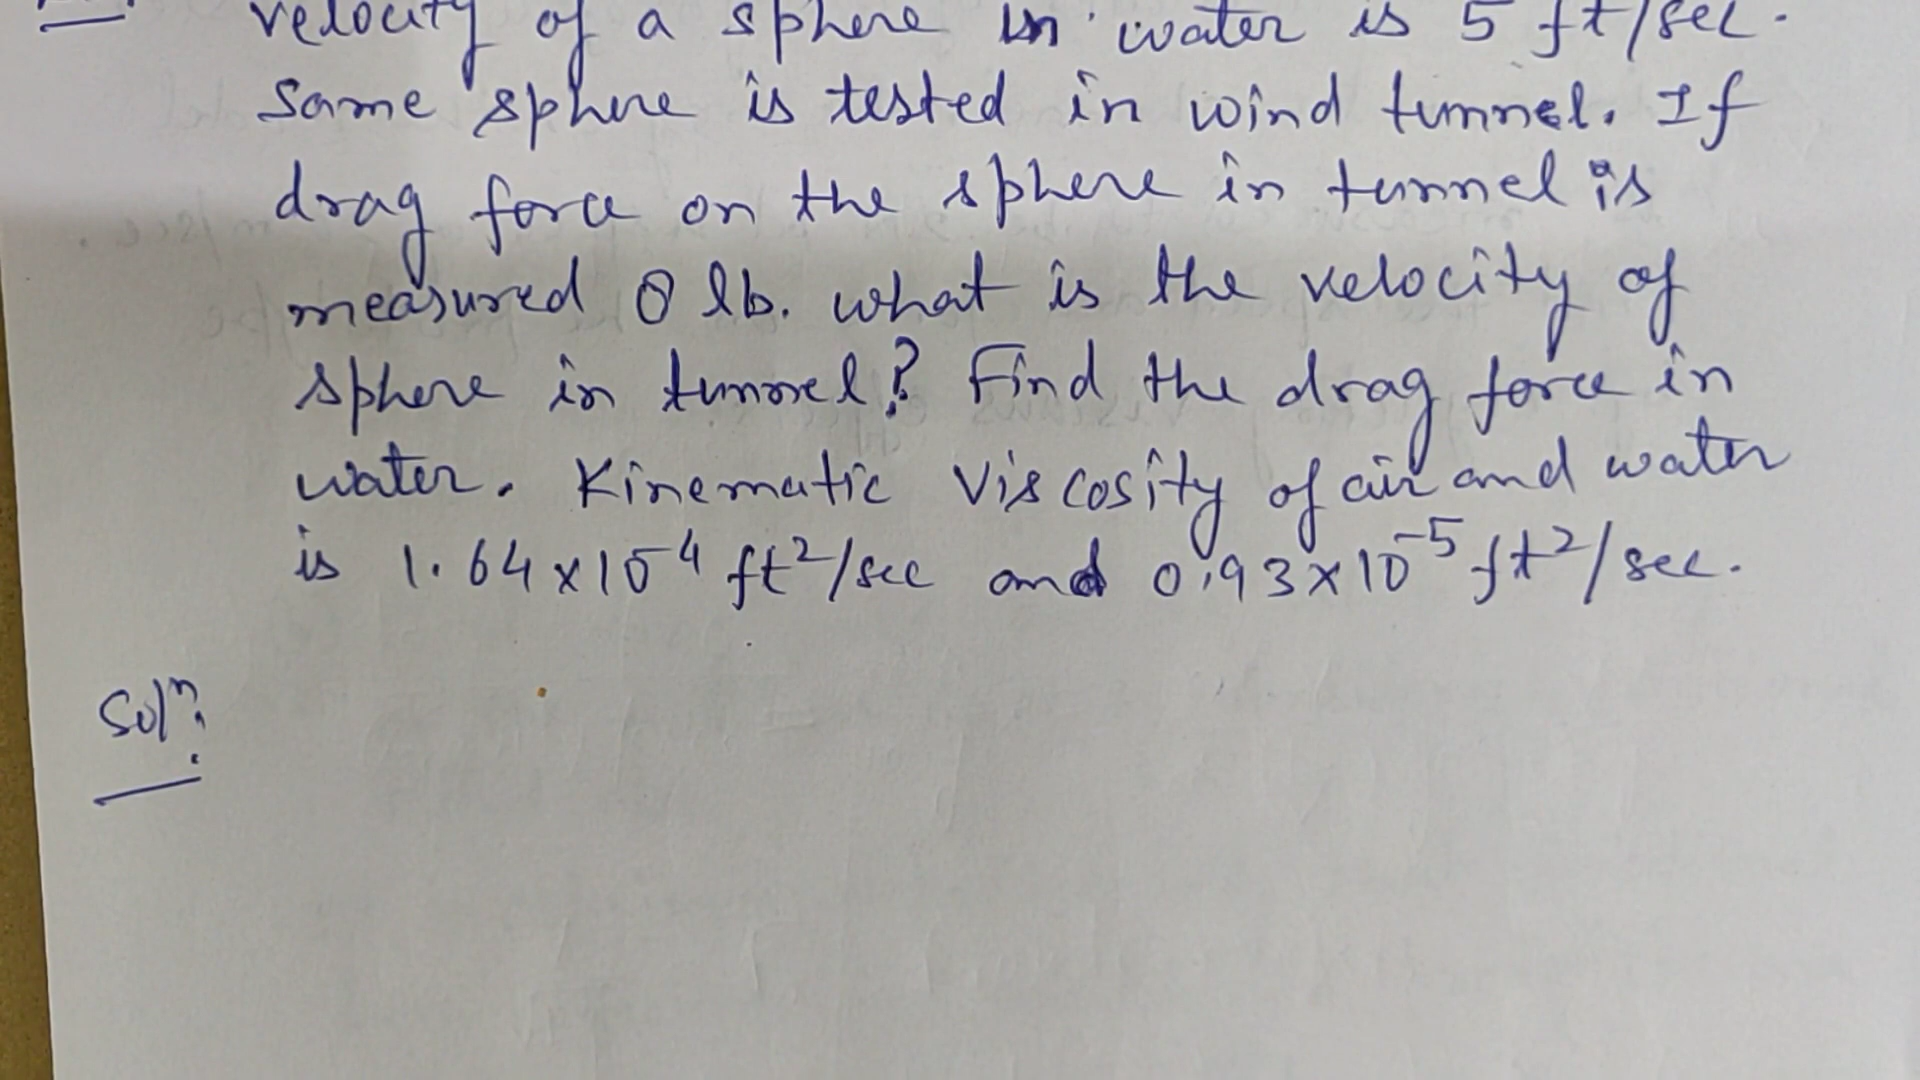 velocity of a sphere in water is 5 ft/sec.
Same sphere is tested in wind tunnel. If
drag force on the sphere in tunnel is
measured 8 lb. what is the velocity of
sphere in tunnel? Find the drag force in
water. Kinematic Viscosity of air and water
is 1.64×10⁻⁴ ft²/sec and 0.93×10⁻⁵ ft²/sec.
Solⁿ: